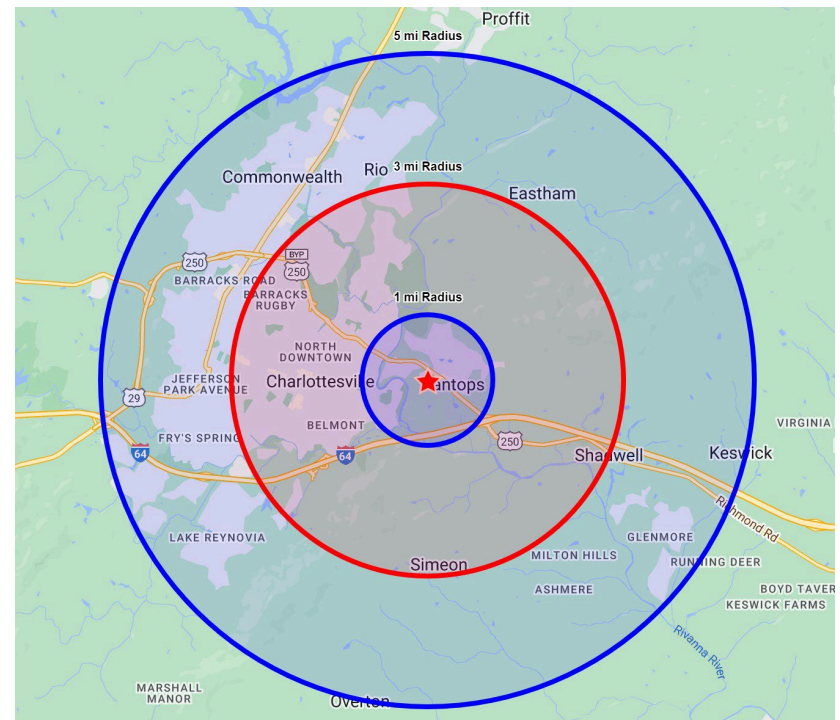 Proffit
5 mi Radius
3 mi Radius
Rio
Commonwealth
Eastham
BYP
250
250
BARRACKS ROAD
BARRACKS
RUGBY
1 mi Radius
NORTH
DOWNTOWN
JEFFERSON
PARK AVENUE
Charlottesville
antops
29
BELMONT
VIRGINIA
FRY'S SPRING
250
64
64
Shadwell
Keswick
Richmond Rd
LAKE REYNOVIA
GLENMORE
Simeon
MILTON HILLS
RUNNING DEER
ASHMERE
BOYD TAVER
KESWICK FARMS
Rivanna River
MARSHALL
MANOR
Overton